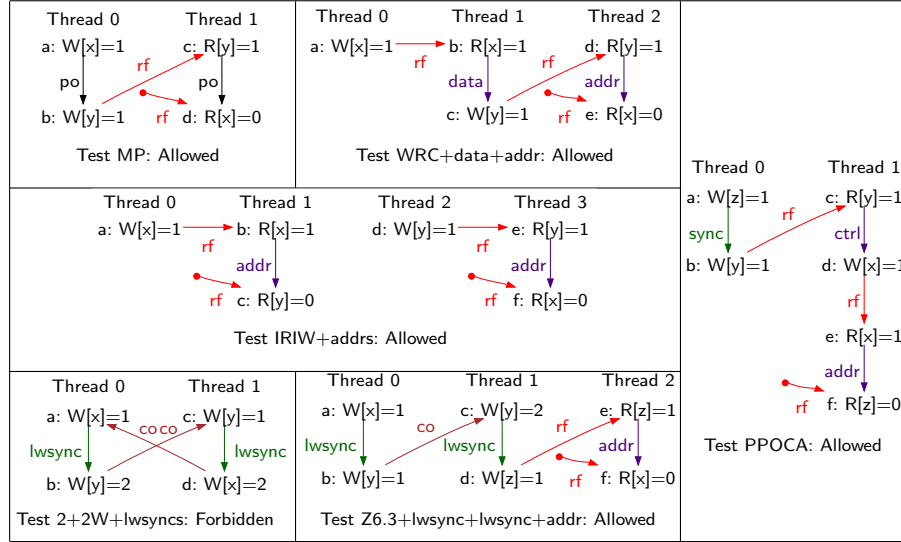 Thread 0 Thread 1
a: W[x]=1 c: R[y]=1
rf
po po
b: W[y]=1 d: R[x]=0
rf
Test MP: Allowed
Thread 0 Thread 1 Thread 2
a: W[x]=1 b: R[x]=1 d: R[y]=1
rf rf
data addr
c: W[y]=1 e: R[x]=0
rf
Test WRC+data+addr: Allowed
Thread 0 Thread 1 Thread 2 Thread 3
a: W[x]=1 b: R[x]=1 d: W[y]=1 e: R[y]=1
rf rf
addr addr
rf c: R[y]=0 rf f: R[x]=0
Test IRIW+addrs: Allowed
Thread 0 Thread 1
a: W[z]=1 c: R[y]=1
rf
sync ctrl
b: W[y]=1 d: W[x]=1
rf
e: R[x]=1
addr
rf f: R[z]=0
Test PPOCA: Allowed
Thread 0 Thread 1
a: W[x]=1 c: W[y]=1
co co
lwsync lwsync
b: W[y]=2 d: W[x]=2
Test 2+2W+lwsyncs: Forbidden
Thread 0 Thread 1 Thread 2
a: W[x]=1 c: W[y]=2 e: R[z]=1
co rf
lwsync lwsync addr
b: W[y]=1 d: W[z]=1 f: R[x]=0
rf
Test Z6.3+lwsync+lwsync+addr: Allowed